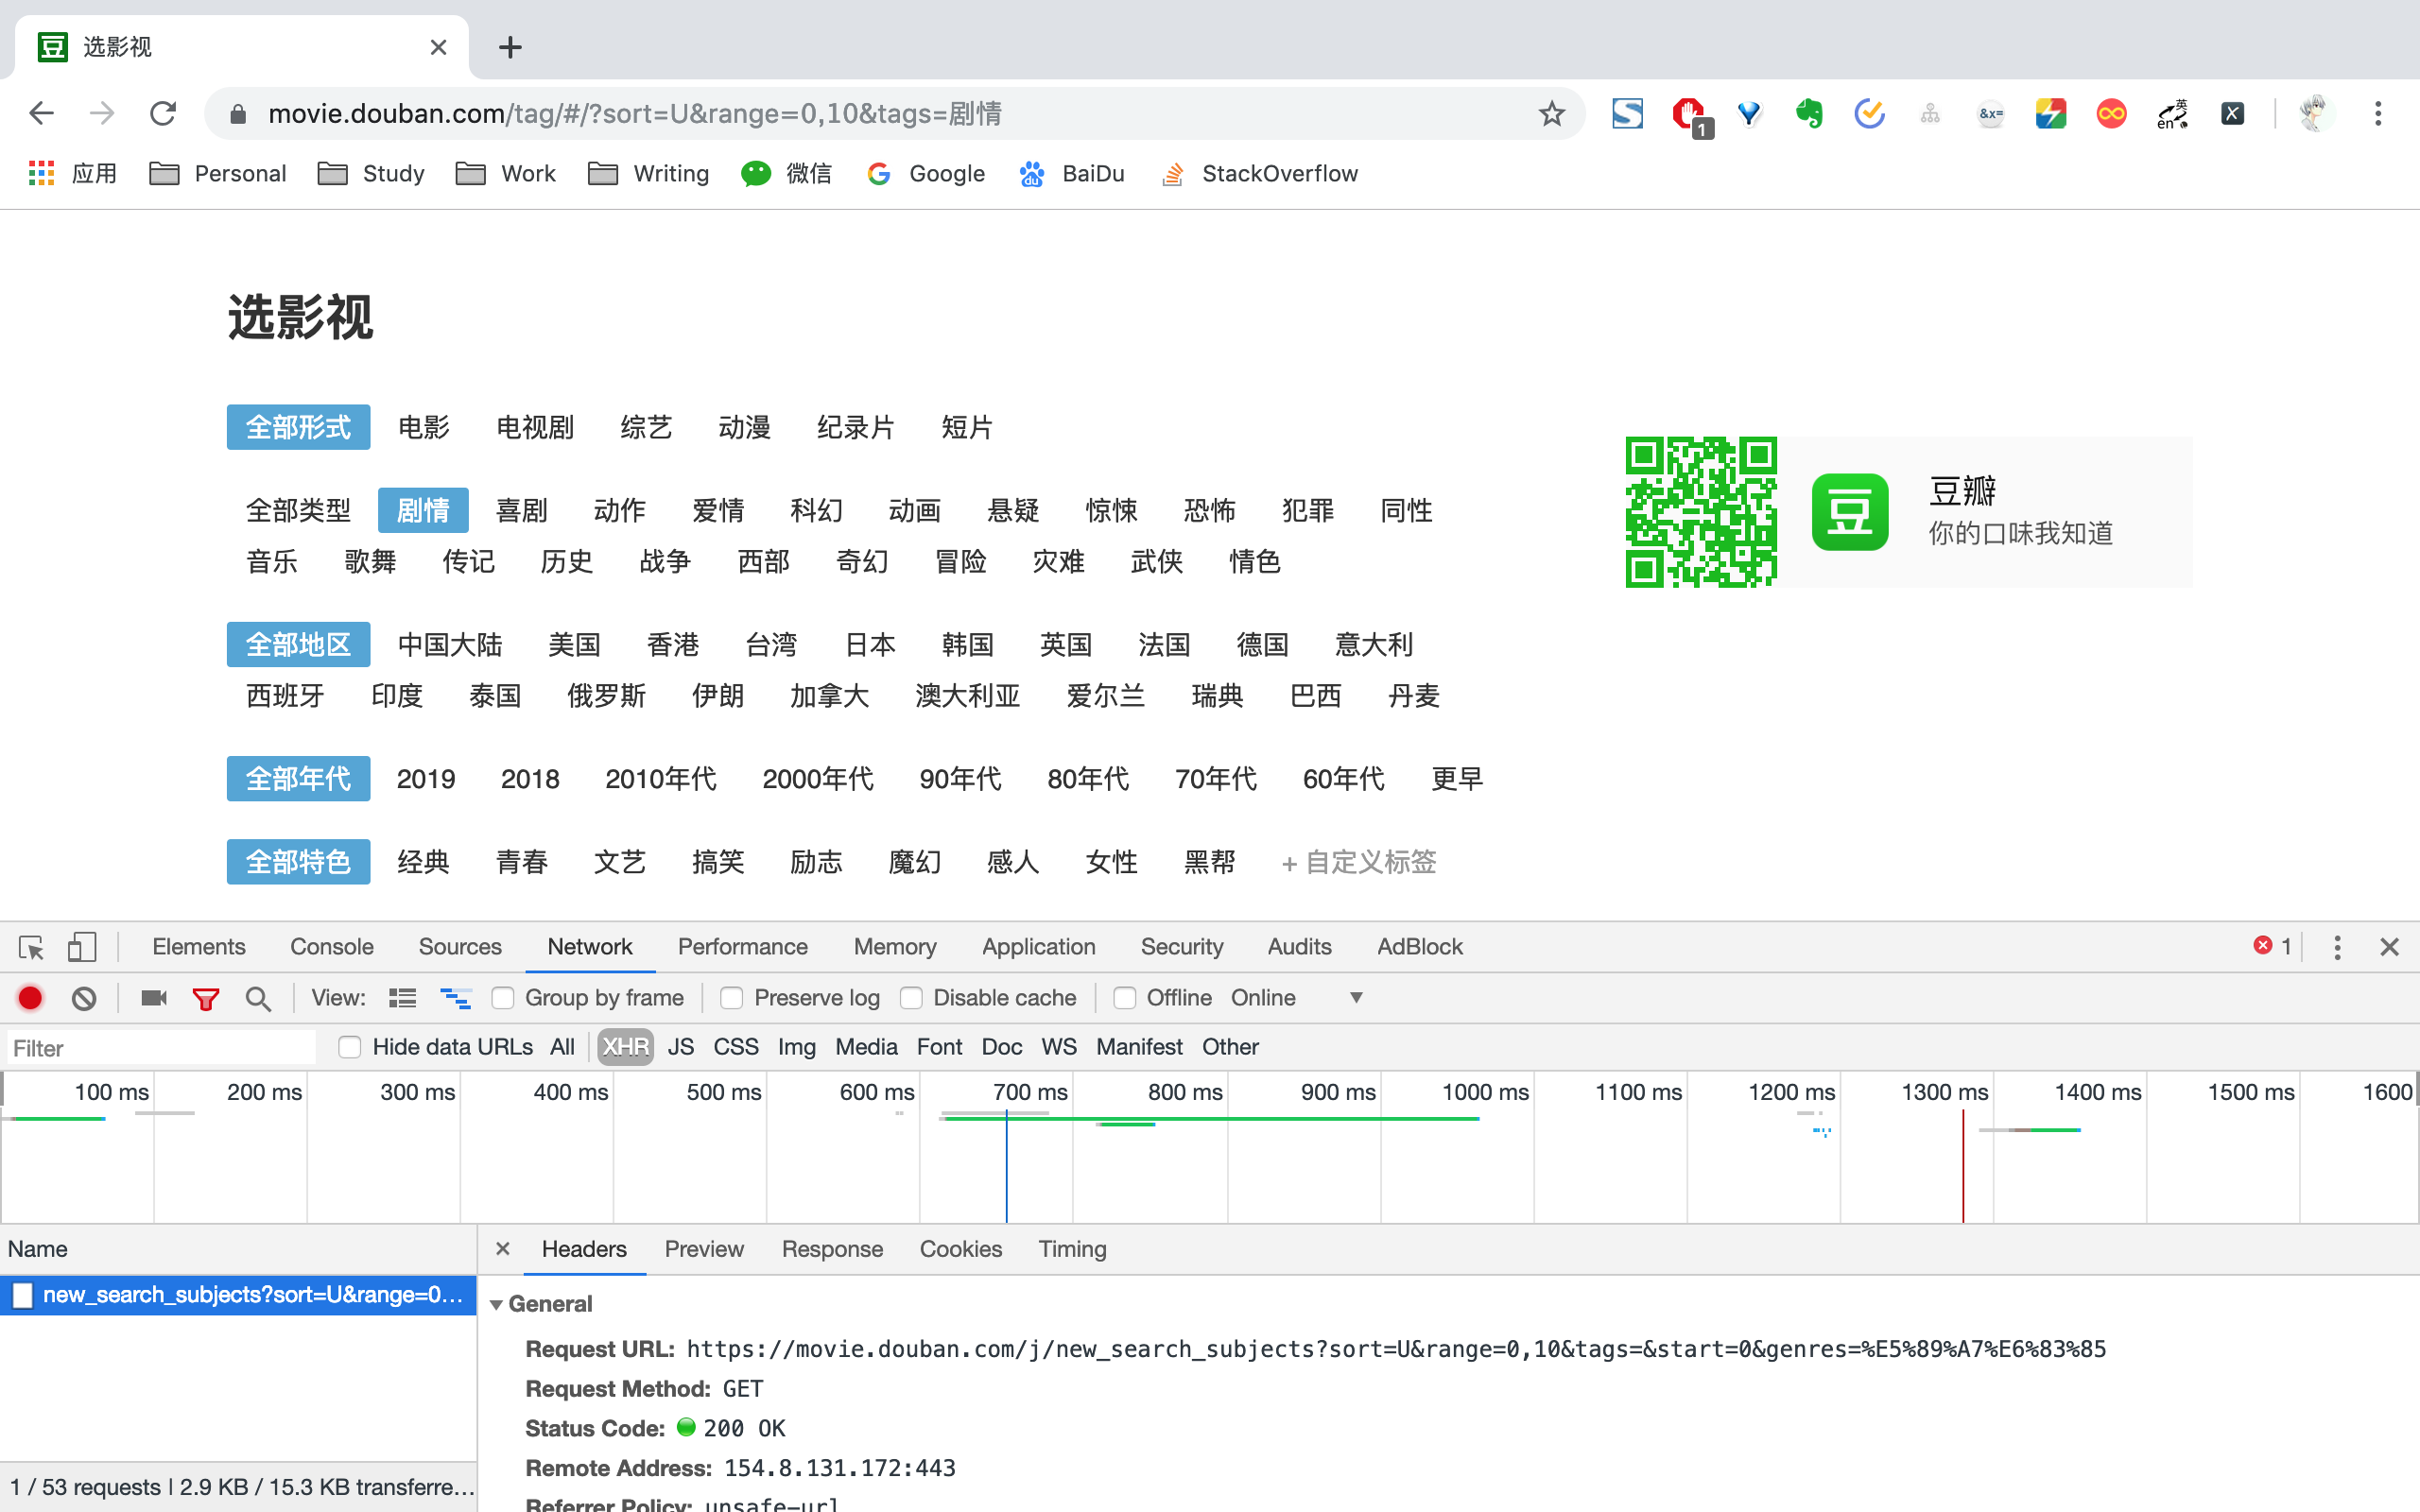 豆 选影视
movie.douban.com/tag/#/?sort=U&range=0,10&tags=剧情
1 &x= 英 en X
应用 Personal Study Work Writing 微信 Google du BaiDu StackOverflow
选影视
全部形式 电影 电视剧 综艺 动漫 纪录片 短片
全部类型 剧情 喜剧 动作 爱情 科幻 动画 悬疑 惊悚 恐怖 犯罪 同性
音乐 歌舞 传记 历史 战争 西部 奇幻 冒险 灾难 武侠 情色
豆 豆瓣
你的口味我知道
全部地区 中国大陆 美国 香港 台湾 日本 韩国 英国 法国 德国 意大利
西班牙 印度 泰国 俄罗斯 伊朗 加拿大 澳大利亚 爱尔兰 瑞典 巴西 丹麦
全部年代 2019 2018 2010年代 2000年代 90年代 80年代 70年代 60年代 更早
全部特色 经典 青春 文艺 搞笑 励志 魔幻 感人 女性 黑帮 + 自定义标签
Elements Console Sources Network Performance Memory Application Security Audits AdBlock 1
View: Group by frame Preserve log Disable cache Offline Online
Filter Hide data URLs All XHR JS CSS Img Media Font Doc WS Manifest Other
100 ms 200 ms 300 ms 400 ms 500 ms 600 ms 700 ms 800 ms 900 ms 1000 ms 1100 ms 1200 ms 1300 ms 1400 ms 1500 ms 1600
Name Headers Preview Response Cookies Timing
new_search_subjects?sort=U&range=0...
General
Request URL: https://movie.douban.com/j/new_search_subjects?sort=U&range=0,10&tags=&start=0&genres=%E5%89%A7%E6%83%85
Request Method: GET
Status Code: 200 OK
Remote Address: 154.8.131.172:443
1 / 53 requests | 2.9 KB / 15.3 KB transferre...
Referrer Policy: unsafe-url